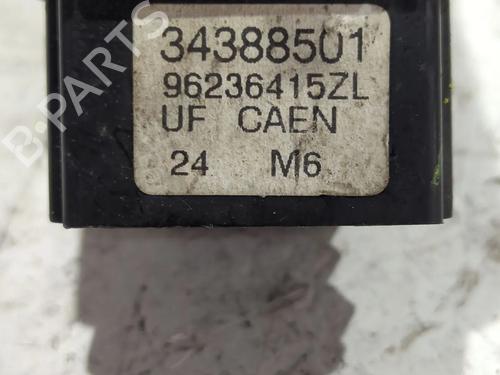 34388501
96236415ZL
UF CAEN
24 M6
B-PARTS